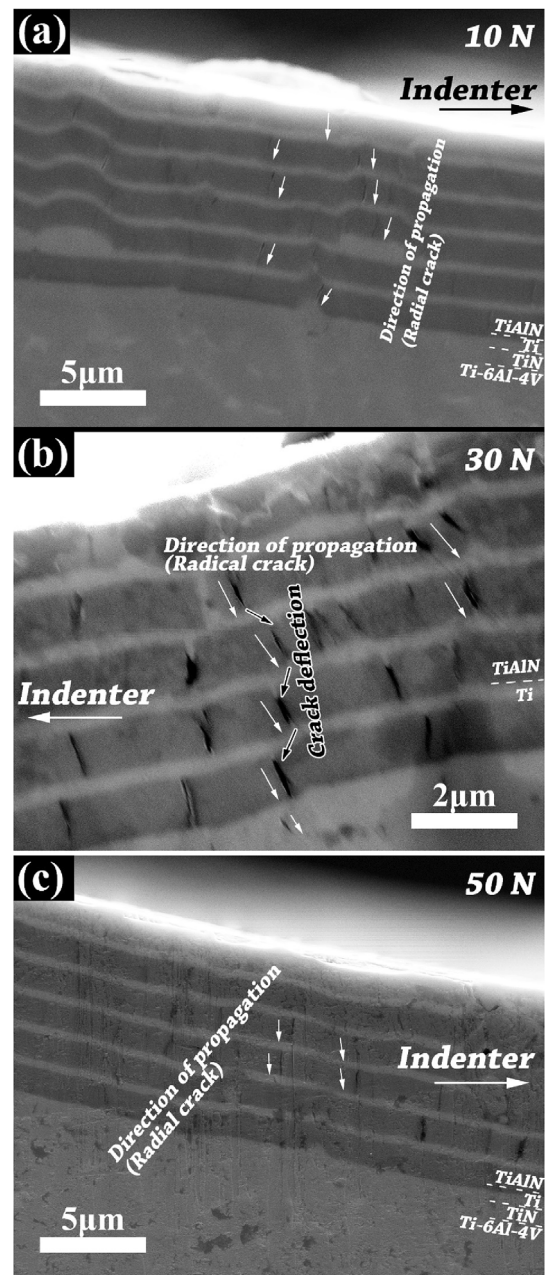 (a)
10 N
Indenter
Direction of propagation
(Radial crack)
TiAlN
Ti
TiN
Ti-6Al-4V
5μm
(b)
30 N
Direction of propagation
(Radical crack)
Crack deflection
Indenter
TiAlN
Ti
2μm
(c)
50 N
Direction of propagation
(Radial crack)
Indenter
TiAlN
Ti
TiN
Ti-6Al-4V
5μm